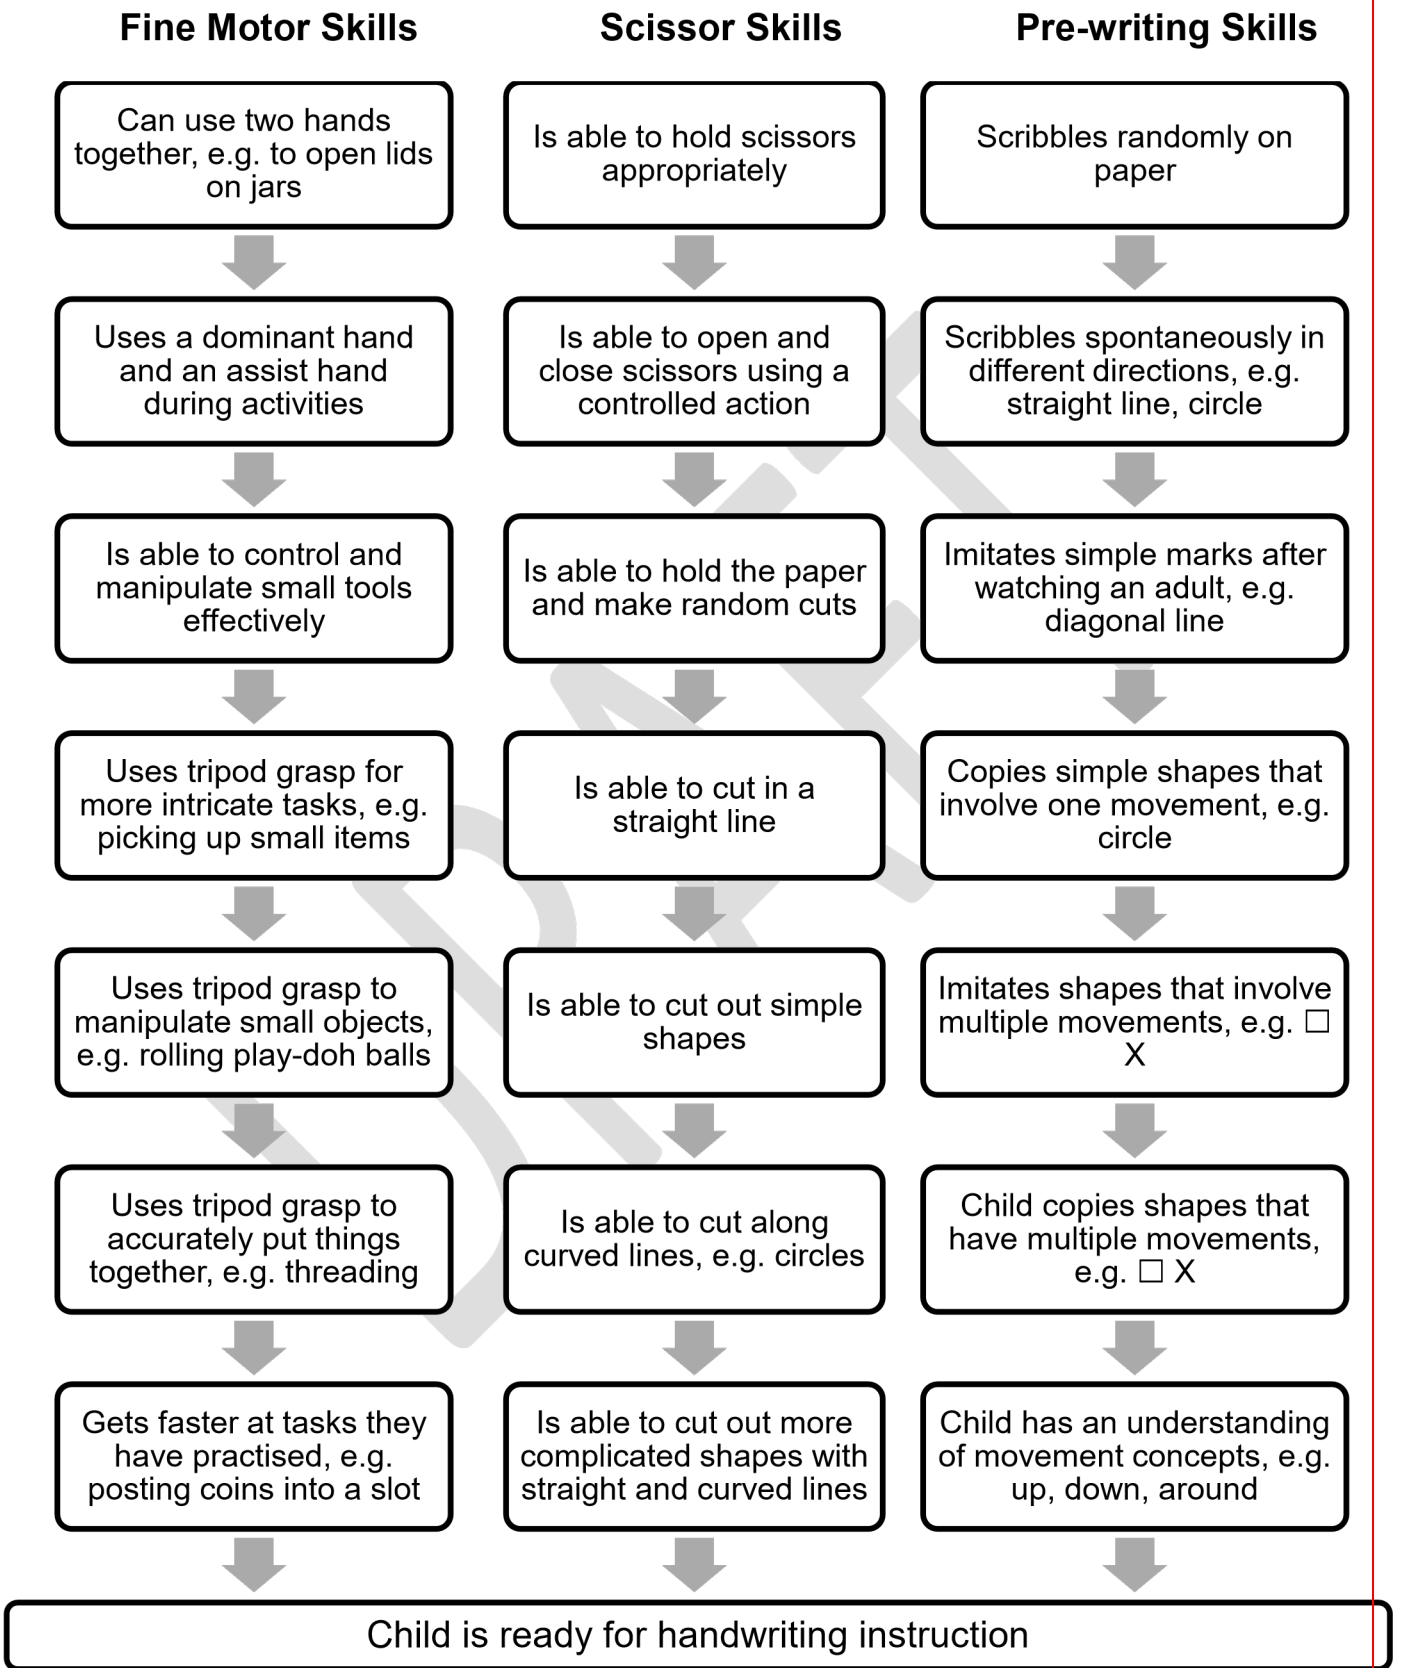 Fine Motor Skills
Can use two hands
together, e.g. to open lids
on jars
Uses a dominant hand
and an assist hand
during activities
Is able to control and
manipulate small tools
effectively
Uses tripod grasp for
more intricate tasks, e.g.
picking up small items
Uses tripod grasp to
manipulate small objects,
e.g. rolling play-doh balls
Uses tripod grasp to
accurately put things
together, e.g. threading
Gets faster at tasks they
have practised, e.g.
posting coins into a slot
Scissor Skills
Is able to hold scissors
appropriately
Is able to open and
close scissors using a
controlled action
Is able to hold the paper
and make random cuts
Is able to cut in a
straight line
Is able to cut out simple
shapes
Is able to cut along
curved lines, e.g. circles
Is able to cut out more
complicated shapes with
straight and curved lines
Pre-writing Skills
Scribbles randomly on
paper
Scribbles spontaneously in
different directions, e.g.
straight line, circle
Imitates simple marks after
watching an adult, e.g.
diagonal line
Copies simple shapes that
involve one movement, e.g.
circle
Imitates shapes that involve
multiple movements, e.g. ☐
X
Child copies shapes that
have multiple movements,
e.g. ☐ X
Child has an understanding
of movement concepts, e.g.
up, down, around
Child is ready for handwriting instruction
DRAFT